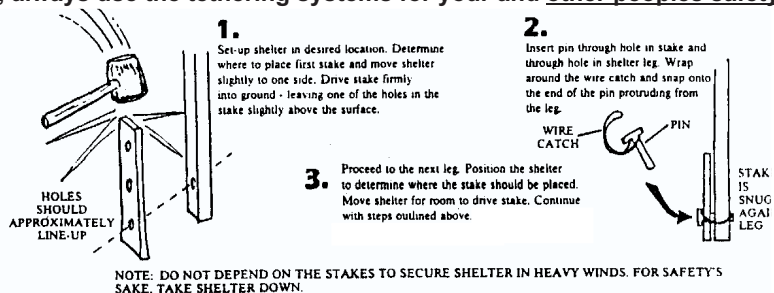 always use the tethering systems for your and other peoples safety
1.
Set-up shelter in desired location. Determine
where to place first stake and move shelter
slightly to one side. Drive stake firmly
into ground - leaving one of the holes in the
stake slightly above the surface.
2.
Insert pin through hole in stake and
through hole in shelter leg. Wrap
around the wire catch and snap onto
the end of the pin protruding from
the leg.
WIRE
CATCH
PIN
3.
Proceed to the next leg. Position the shelter
to determine where the stake should be placed.
Move shelter for room to drive stake. Continue
with steps outlined above.
HOLES
SHOULD
APPROXIMATELY
LINE-UP
STAK
IS
SNUG
AGAI
LEG
NOTE: DO NOT DEPEND ON THE STAKES TO SECURE SHELTER IN HEAVY WINDS. FOR SAFETY'S
SAKE, TAKE SHELTER DOWN.